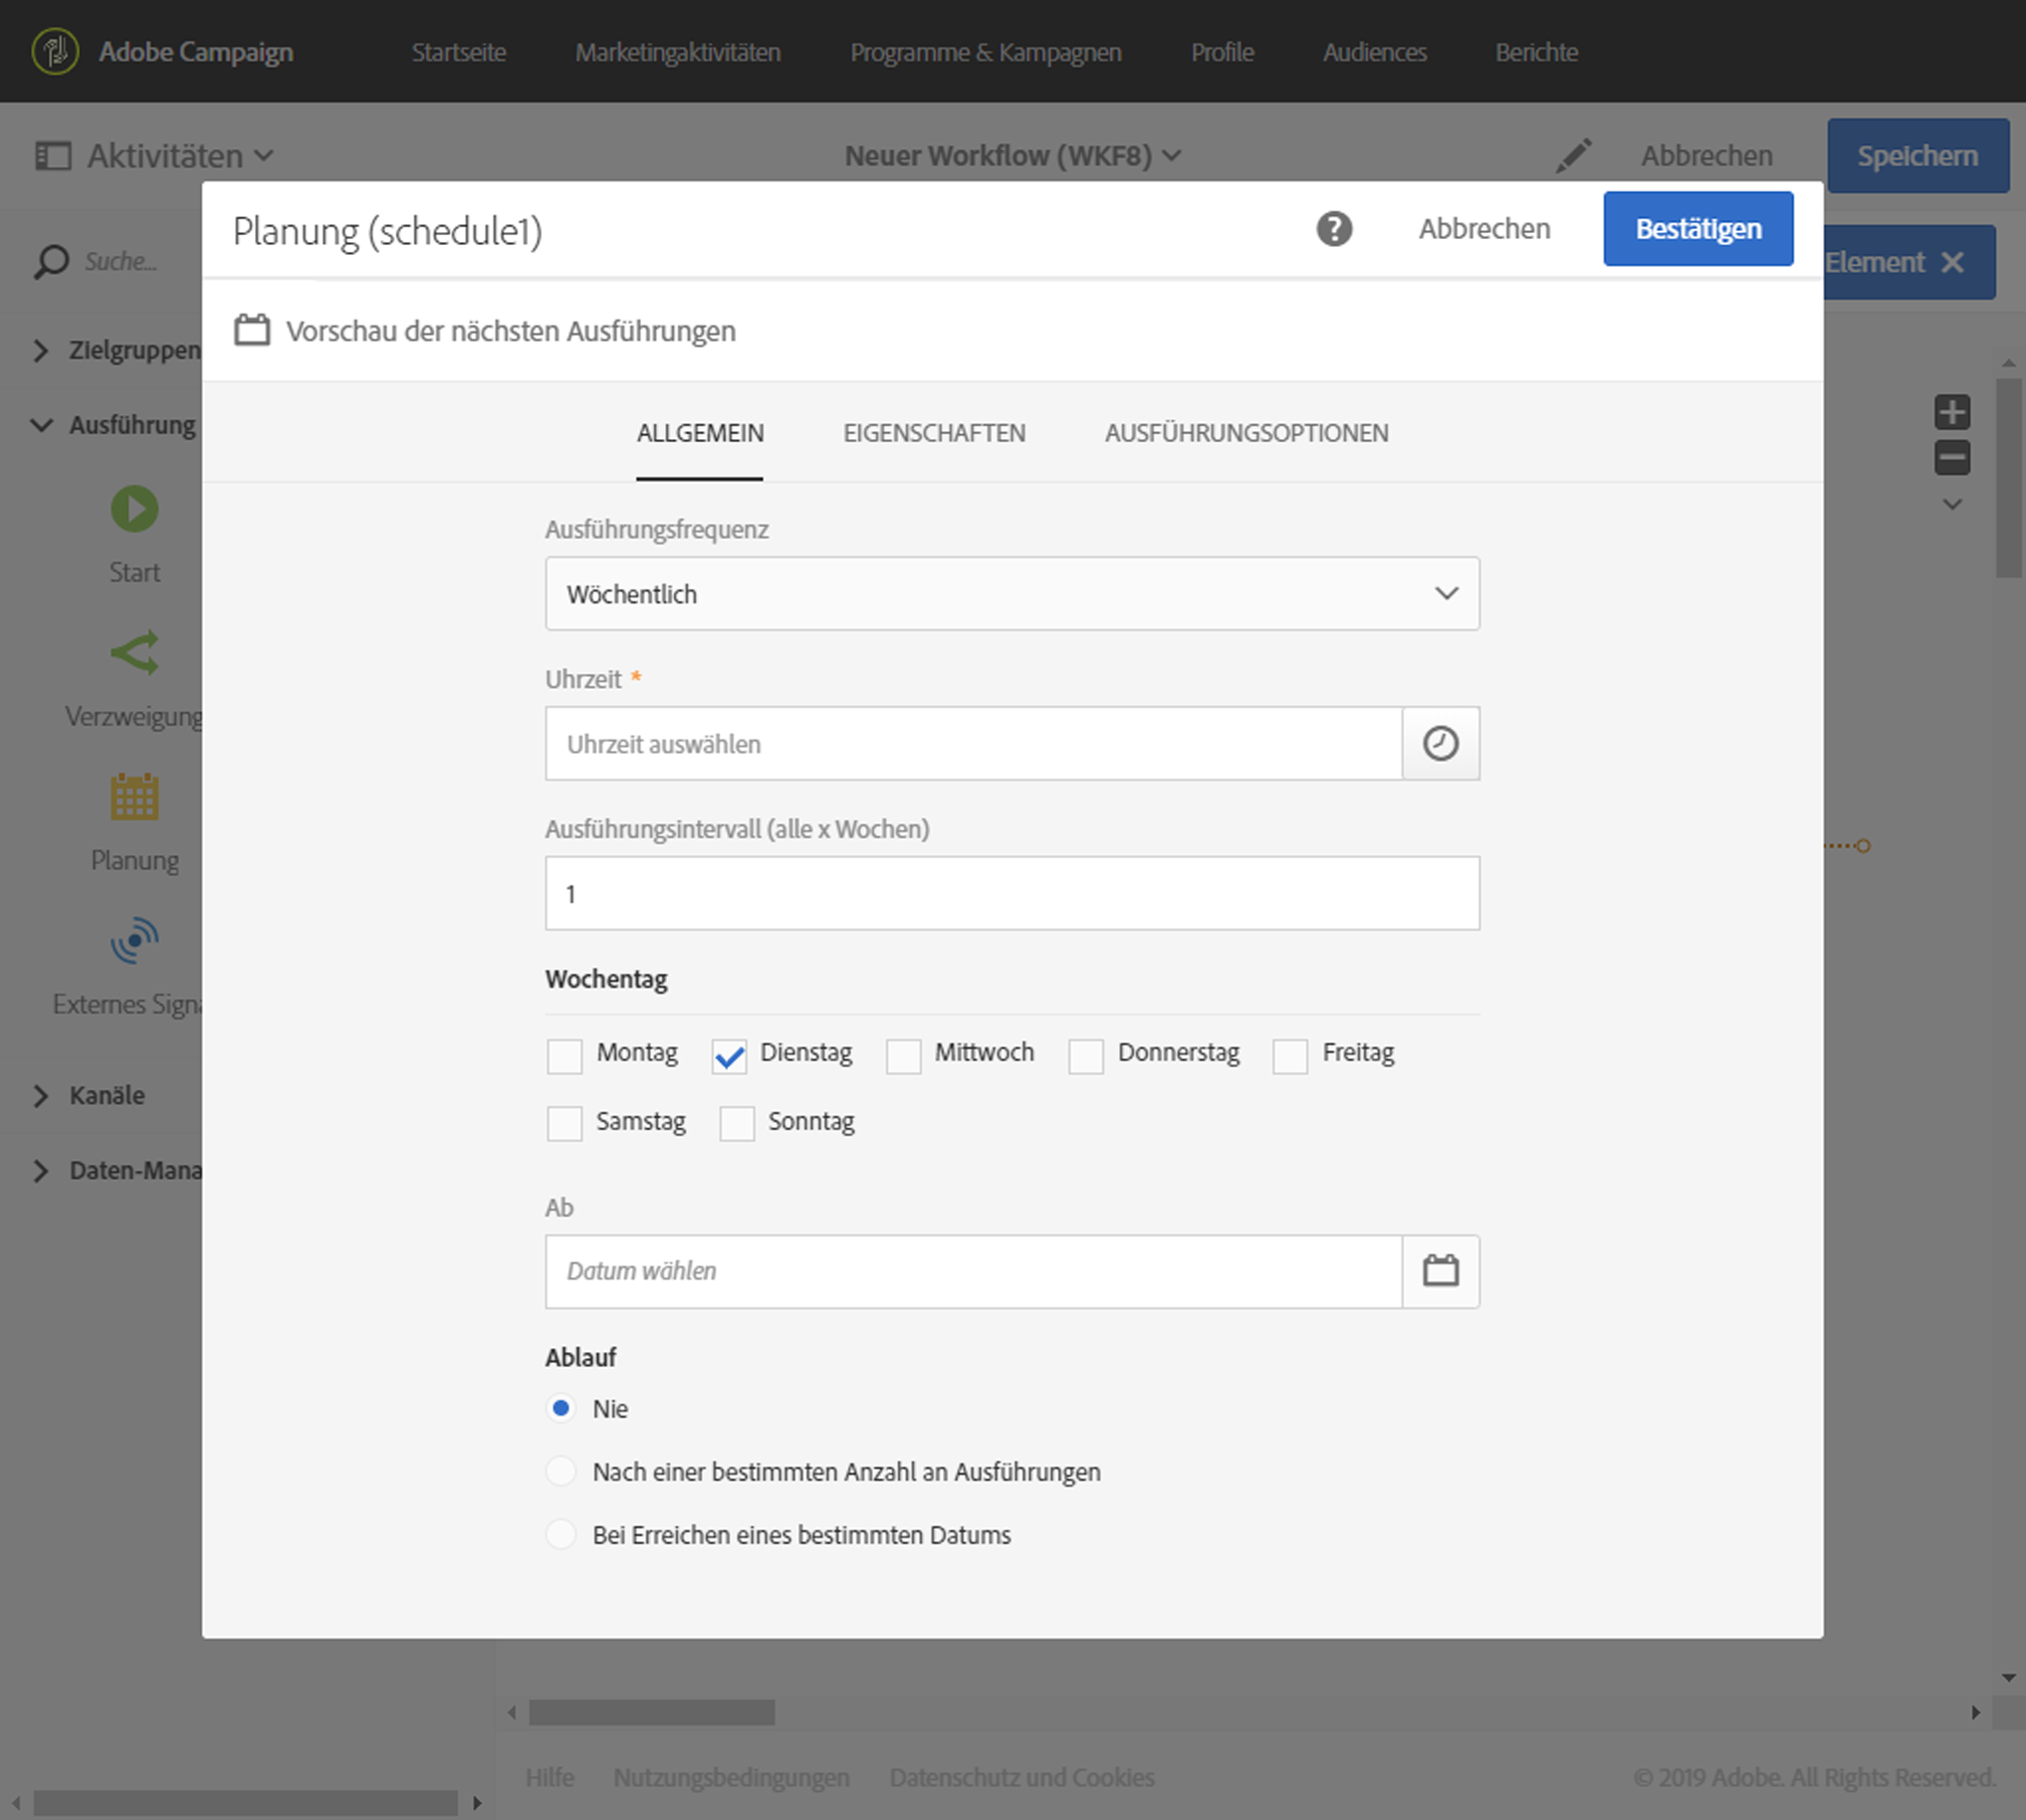 Adobe Campaign Startseite Marketingaktivitäten Programme & Kampagnen Profile Audiences Berichte
Aktivitäten Neuer Workflow (WKF8) Abbrechen Speichern
Planung (schedule1) Abbrechen Bestätigen
Suche... Element
Vorschau der nächsten Ausführungen
Zielgruppen
Ausführung
ALLGEMEIN EIGENSCHAFTEN AUSFÜHRUNGSOPTIONEN
Start
Verzweigung
Planung
Externes Signa
Kanäle
Daten-Mana
Ausführungsfrequenz
Wöchentlich
Uhrzeit *
Uhrzeit auswählen
Ausführungsintervall (alle x Wochen)
1
Wochentag
Montag Dienstag Mittwoch Donnerstag Freitag
Samstag Sonntag
Ab
Datum wählen
Ablauf
Nie
Nach einer bestimmten Anzahl an Ausführungen
Bei Erreichen eines bestimmten Datums
Hilfe Nutzungsbedingungen Datenschutz und Cookies © 2019 Adobe. All Rights Reserved.